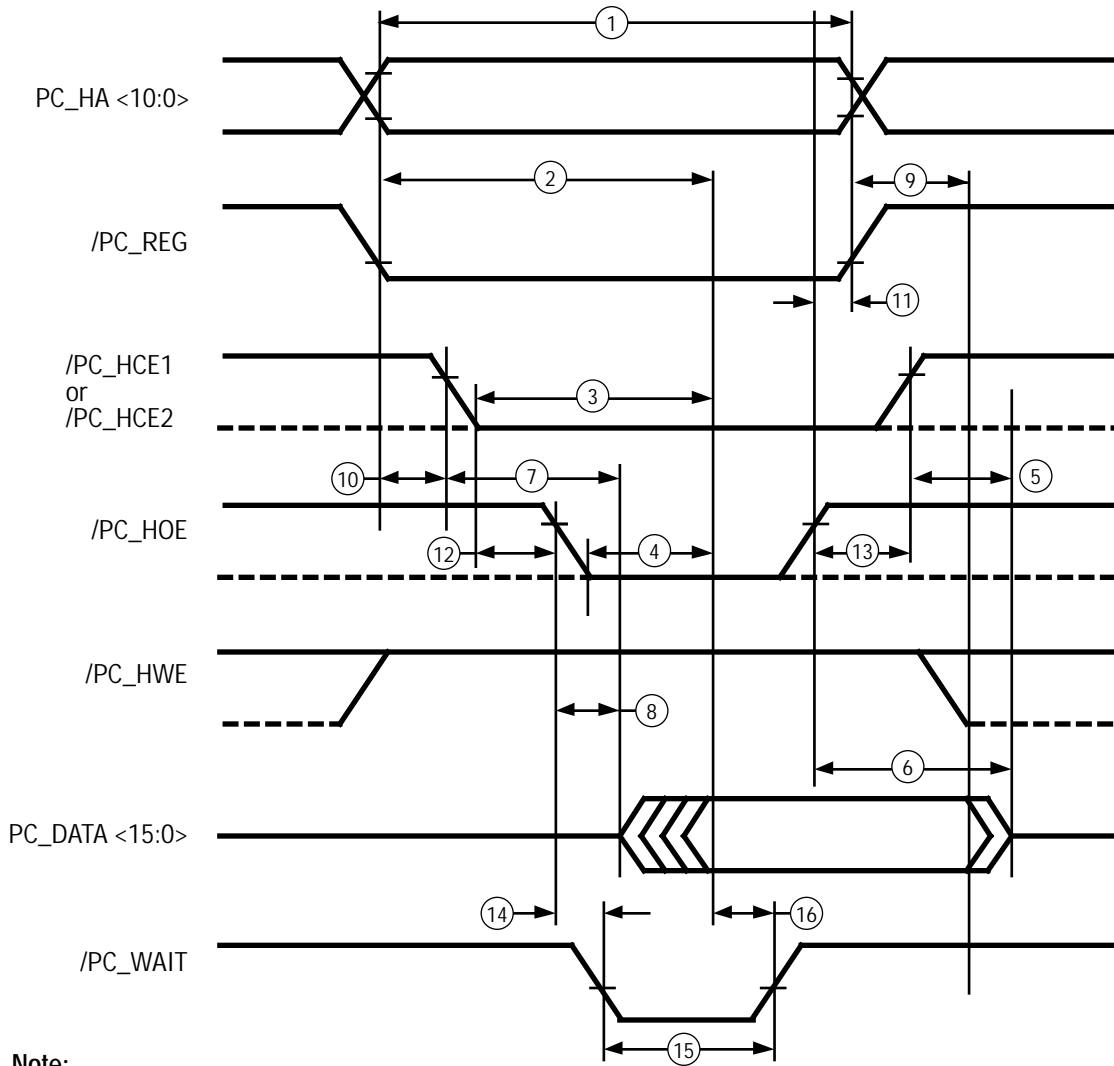 1
PC_HA <10:0>
2
9
/PC_REG
11
/PC_HCE1
or
/PC_HCE2
3
10
7
5
/PC_HOE
12
4
13
/PC_HWE
8
6
PC_DATA <15:0>
14
16
/PC_WAIT
15
Note: